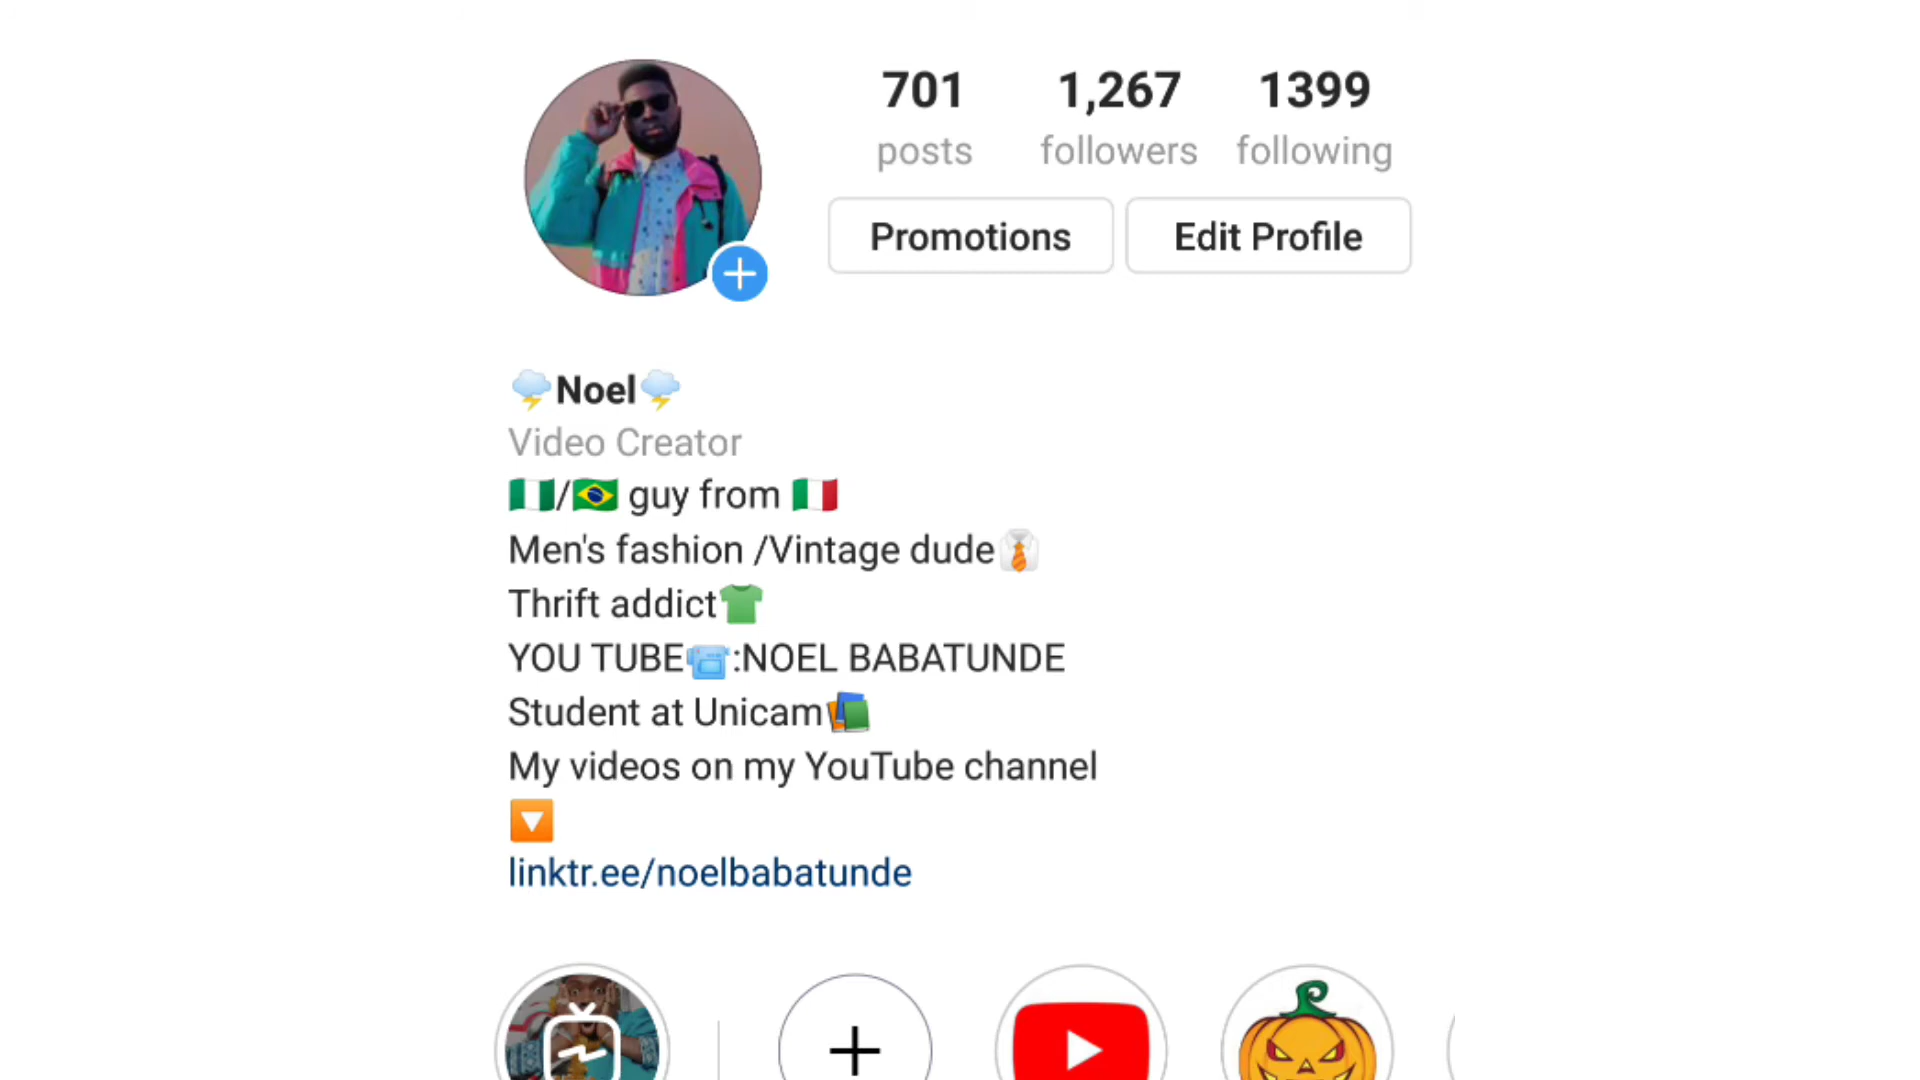 701 1,267 1399
posts followers following
Promotions Edit Profile
🌩️Noel🌩️
Video Creator
🇳🇬/🇧🇷 guy from 🇮🇹
Men's fashion /Vintage dude👔
Thrift addict👕
YOU TUBE📹:NOEL BABATUNDE
Student at Unicam📚
My videos on my YouTube channel
🔽
linktr.ee/noelbabatunde